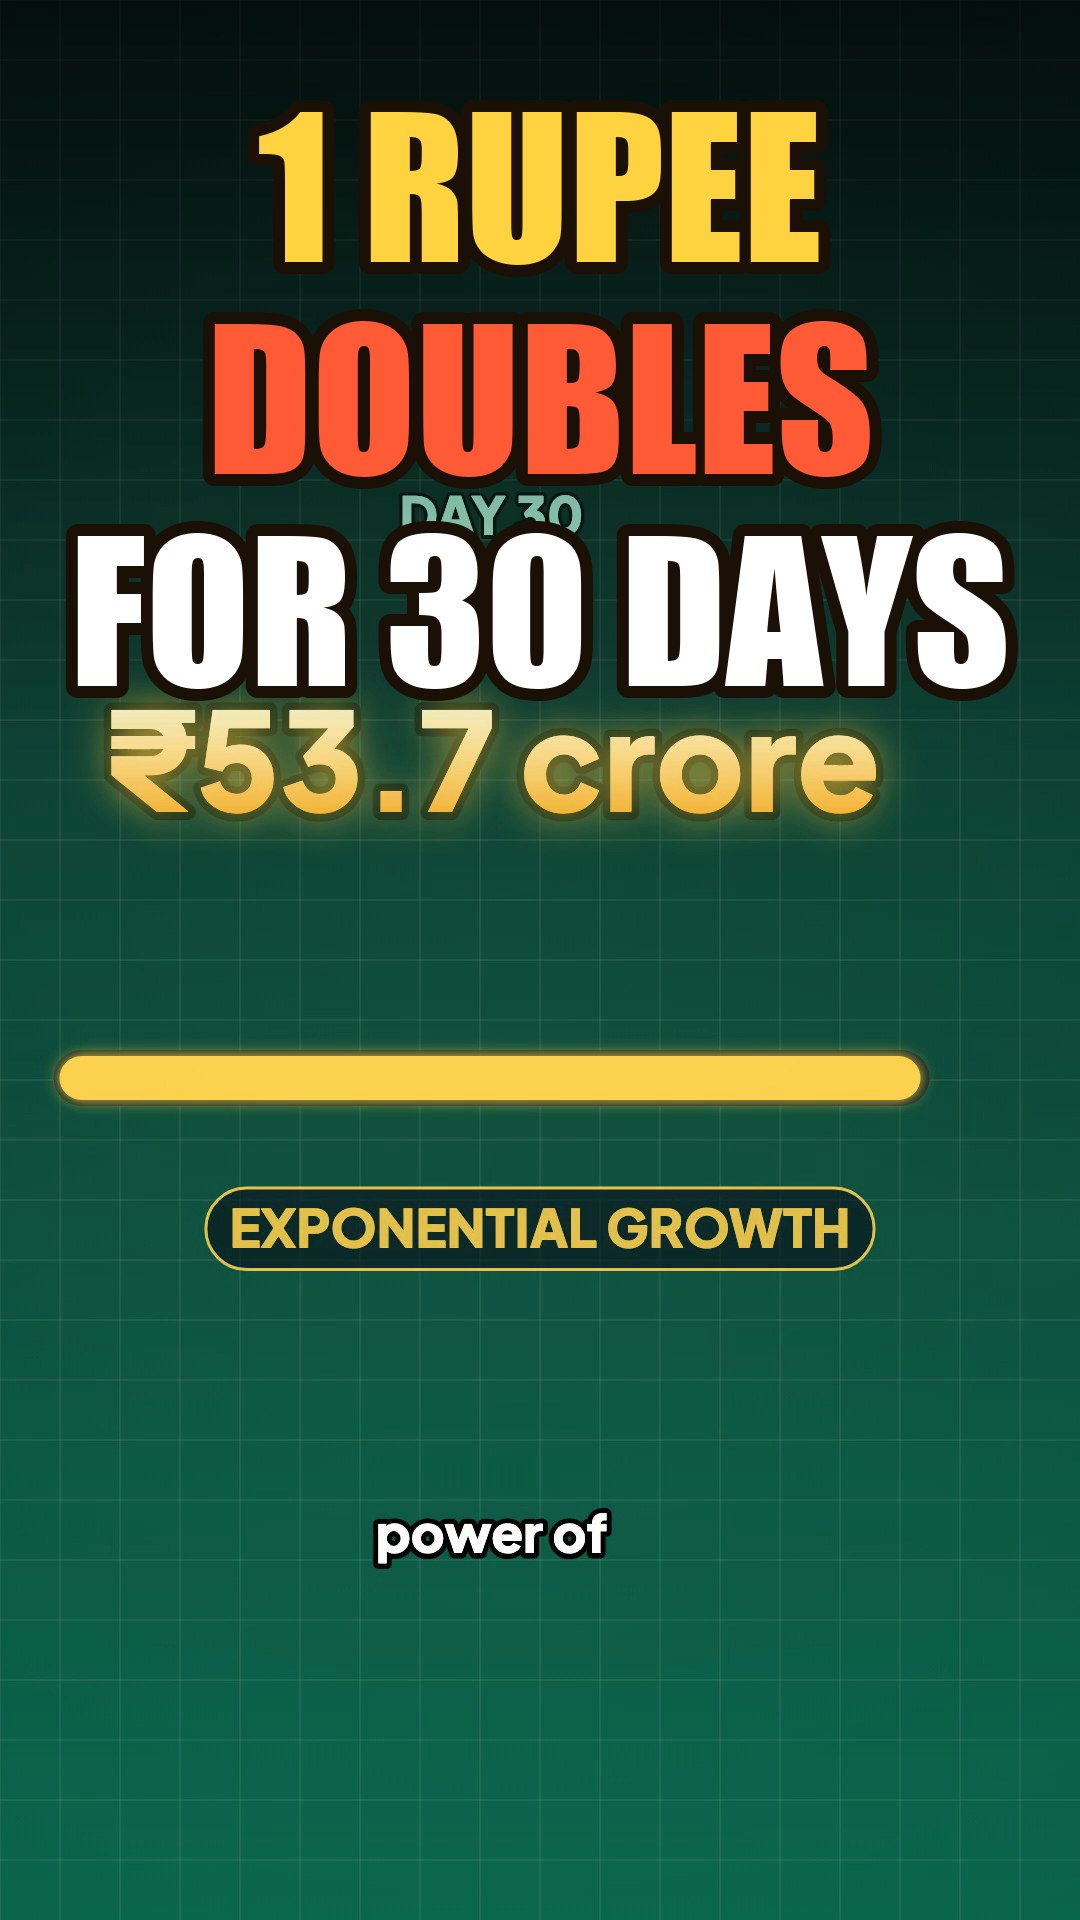 1 RUPEE
DOUBLES
DAY 30
FOR 30 DAYS
₹53.7 crore
EXPONENTIAL GROWTH
power of